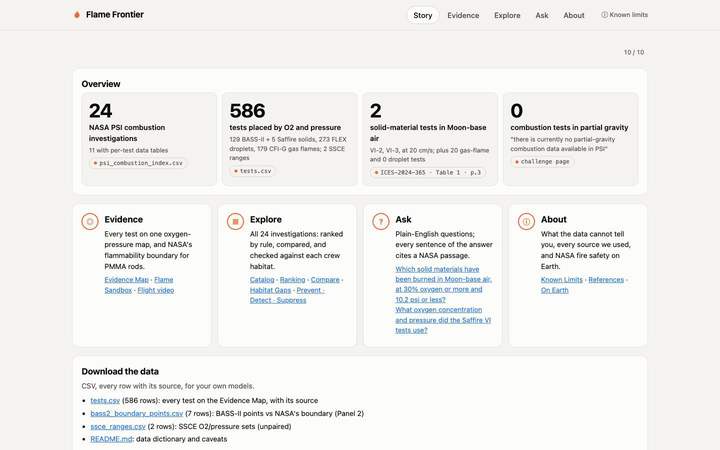 Flame Frontier
Story
Evidence
Explore
Ask
About
Known limits
10 / 10
Overview
24
NASA PSI combustion
investigations
11 with per-test data tables
psi_combustion_index.csv
586
tests placed by O2 and pressure
129 BASS-II + 5 Saffire solids, 273 FLEX
droplets, 179 CFI-G gas flames; 2 SSCE
ranges
tests.csv
2
solid-material tests in Moon-base
air
VI-2, VI-3, at 20 cm/s; plus 20 gas-flame
and 0 droplet tests
ICES-2024-365 · Table 1 · p.3
0
combustion tests in partial gravity
"there is currently no partial-gravity
combustion data available in PSI"
challenge page
Evidence
Every test on one oxygen-
pressure map, and NASA's
flammability boundary for
PMMA rods.
Evidence Map · Flame
Sandbox · Flight video
Explore
All 24 investigations: ranked
by rule, compared, and
checked against each crew
habitat.
Catalog · Ranking · Compare ·
Habitat Gaps · Prevent ·
Detect · Suppress
?
Ask
Plain-English questions;
every sentence of the answer
cites a NASA passage.
Which solid materials have
been burned in Moon-base air,
at 30% oxygen or more and
10.2 psi or less?
What oxygen concentration
and pressure did the Saffire VI
tests use?
About
What the data cannot tell
you, every source we used,
and NASA fire safety on
Earth.
Known Limits · References ·
On Earth
Download the data
CSV, every row with its source, for your own models.
• tests.csv (586 rows): every test on the Evidence Map, with its source
• bass2_boundary_points.csv (7 rows): BASS-II points vs NASA's boundary (Panel 2)
• ssce_ranges.csv (2 rows): SSCE O2/pressure sets (unpaired)
• README.md: data dictionary and caveats